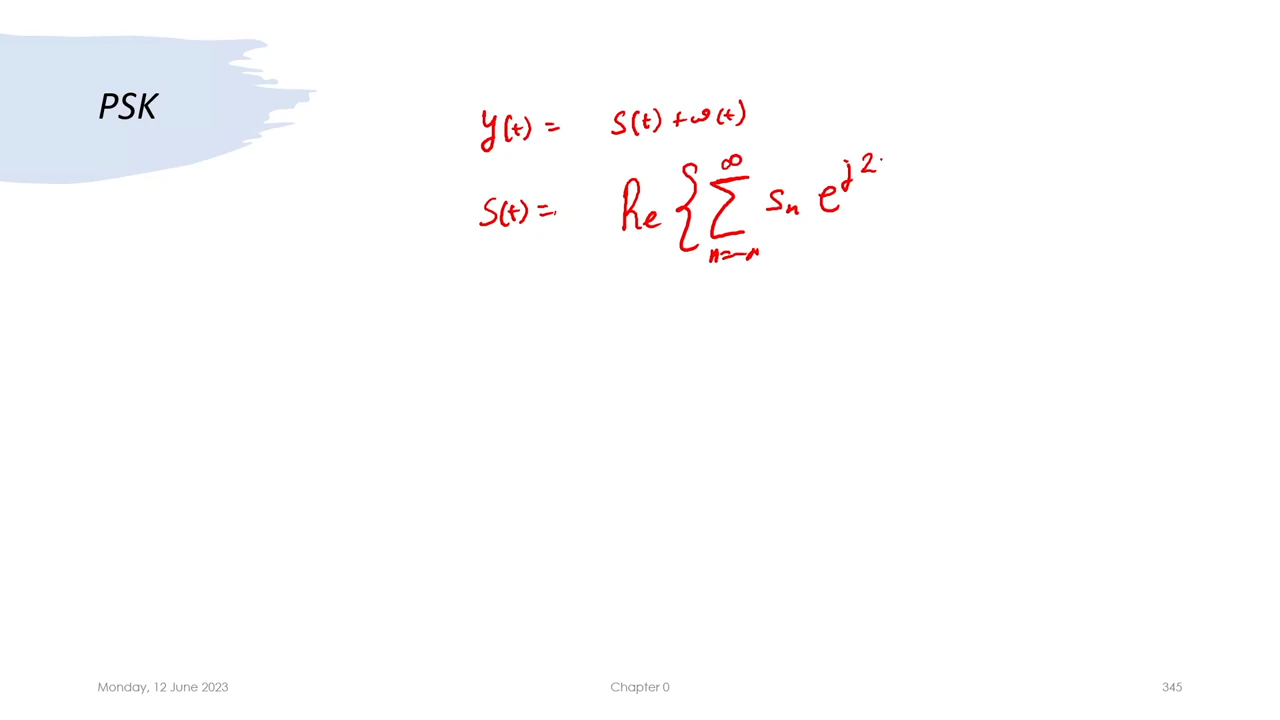 PSK
y(t) = s(t) + w(t)
s(t) = Re { ∞ ∑ n=-∞ sₙ e^j2
Monday, 12 June 2023
Chapter 0
345